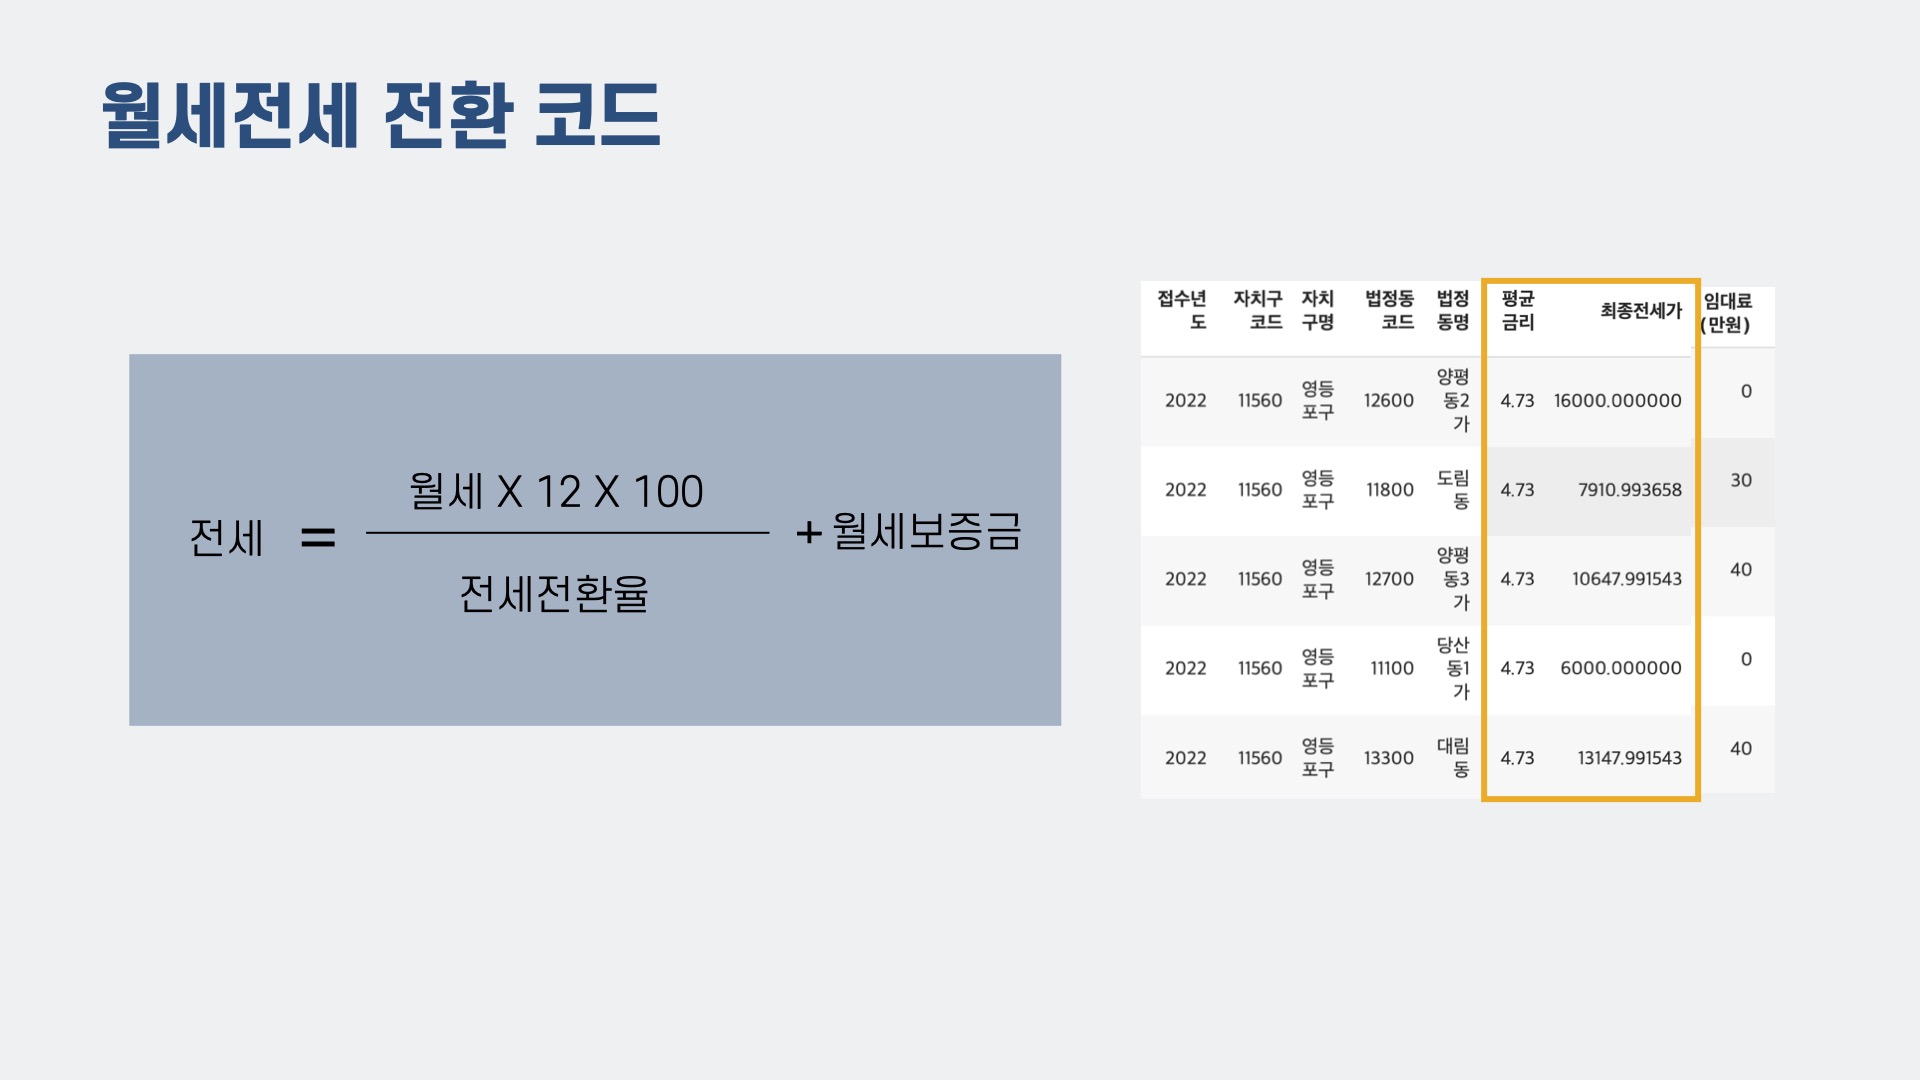 월세전세 전환 코드
월세 X 12 X 100
전세 = + 월세보증금
전세전환율
접수년도 자치구코드 자치구명 법정동코드 법정동명 평균금리 최종전세가 임대료(만원)
2022 11560 영등포구 12600 양평동2가 4.73 16000.000000 0
2022 11560 영등포구 11800 도림동 4.73 7910.993658 30
2022 11560 영등포구 12700 양평동3가 4.73 10647.991543 40
2022 11560 영등포구 11100 당산동1가 4.73 6000.000000 0
2022 11560 영등포구 13300 대림동 4.73 13147.991543 40